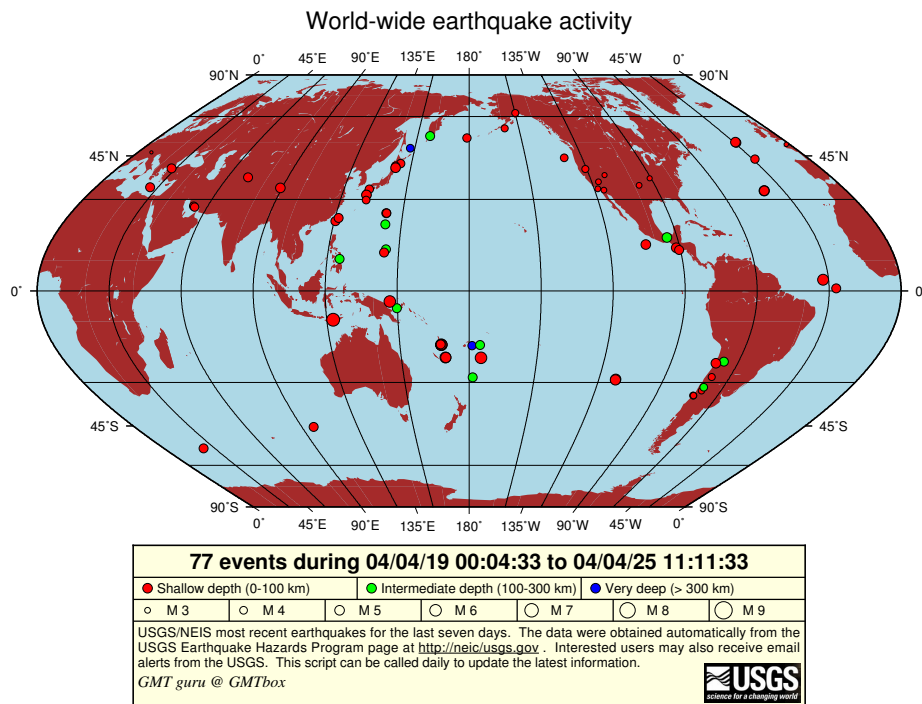 World-wide earthquake activity
0˚ 45˚E 90˚E 135˚E 180˚ 135˚W 90˚W 45˚W 0˚
90˚N 90˚N
45˚N 45˚N
0˚ 0˚
45˚S 45˚S
90˚S 90˚S
0˚ 45˚E 90˚E 135˚E 180˚ 135˚W 90˚W 45˚W 0˚
77 events during 04/04/19 00:04:33 to 04/04/25 11:11:33
Shallow depth (0-100 km) Intermediate depth (100-300 km) Very deep (> 300 km)
M 3 M 4 M 5 M 6 M 7 M 8 M 9
USGS/NEIS most recent earthquakes for the last seven days. The data were obtained automatically from the
USGS Earthquake Hazards Program page at http://neic/usgs.gov . Interested users may also receive email
alerts from the USGS. This script can be called daily to update the latest information.
GMT guru @ GMTbox
USGS
science for a changing world